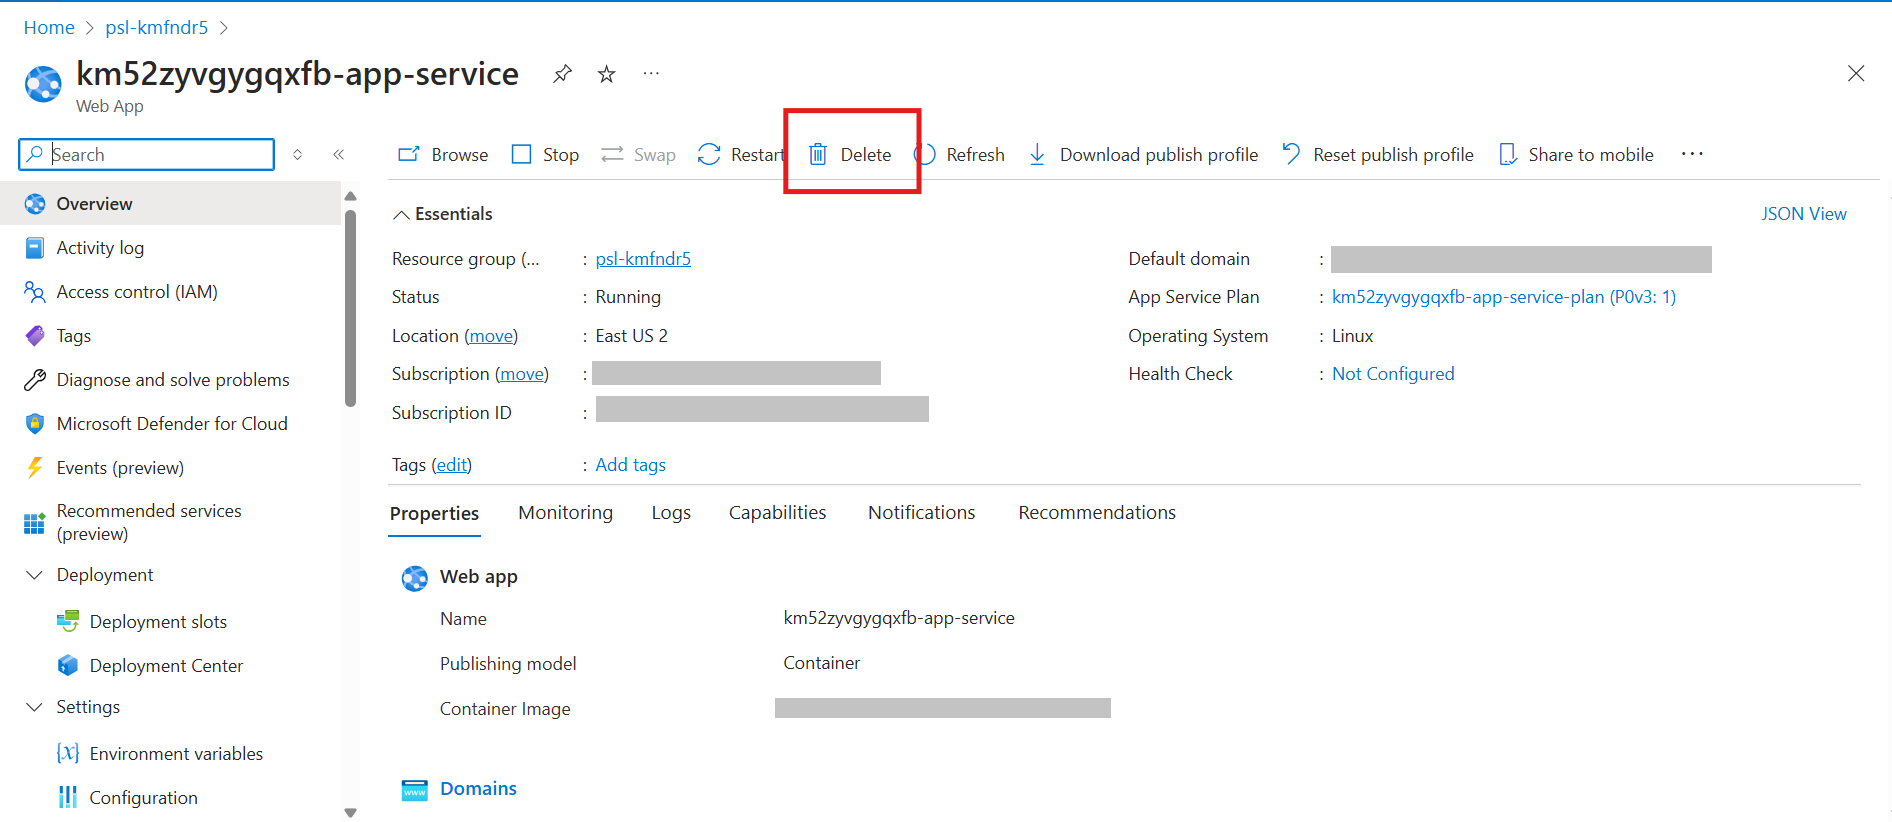 Home > psl-kmfndr5 >
km52zyvgygqxfb-app-service
Web App
Search
Browse Stop Swap Restart Delete Refresh Download publish profile Reset publish profile Share to mobile ...
Overview
Activity log
Access control (IAM)
Tags
Diagnose and solve problems
Microsoft Defender for Cloud
Events (preview)
Recommended services
(preview)
Deployment
Deployment slots
Deployment Center
Settings
Environment variables
Configuration
Essentials
JSON View
Resource group (... : psl-kmfndr5
Status : Running
Location (move) : East US 2
Subscription (move) :
Subscription ID :
Tags (edit) : Add tags
Default domain :
App Service Plan : km52zyvgygqxfb-app-service-plan (P0v3: 1)
Operating System : Linux
Health Check : Not Configured
Properties Monitoring Logs Capabilities Notifications Recommendations
Web app
Name km52zyvgygqxfb-app-service
Publishing model Container
Container Image
www
Domains